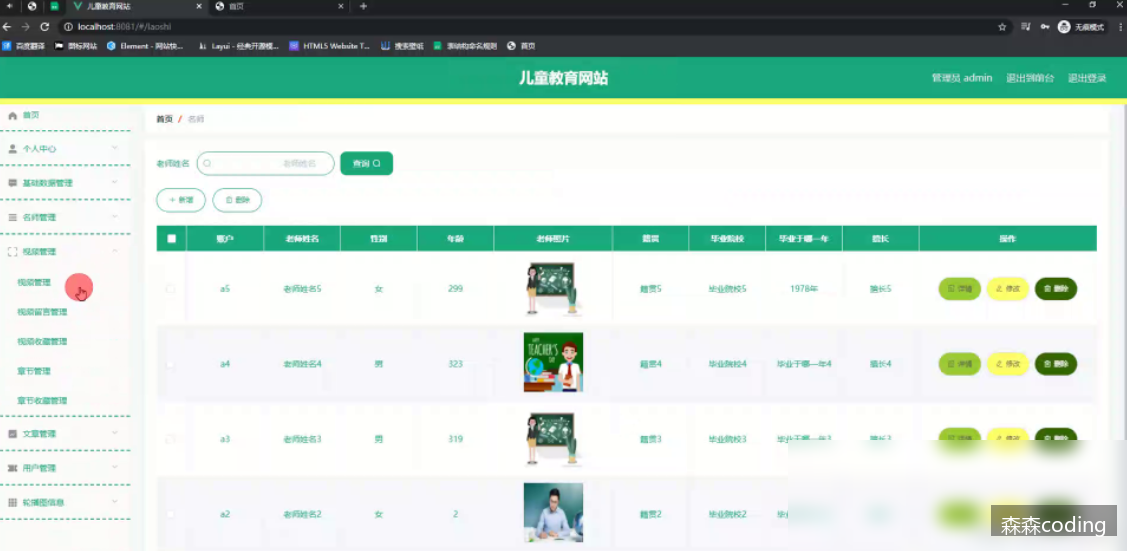 儿童教育网站
首页
localhost:8081/#/laoshi
无痕模式
百度翻译 图标网站 Element - 网站快... Layui - 经典开源模... HTML5 Website T... 搜索壁纸 驱动构命名规则 首页
儿童教育网站
管理员 admin 退出到前台 退出登录
首页
个人中心
基础数据管理
名师管理
视频管理
视频管理
视频留言管理
视频收藏管理
章节管理
章节收藏管理
文章管理
用户管理
轮播图信息
首页 / 名师
老师姓名 老师姓名 查询
+ 新增 删除
账户 老师姓名 性别 年龄 老师照片 籍贯 毕业院校 毕业于哪一年 擅长 操作
a5 老师姓名5 女 299 籍贯5 毕业院校5 1978年 擅长5 详情 修改 删除
TEACHER'S
a4 老师姓名4 男 323 籍贯4 毕业院校4 毕业于哪一年4 擅长4 详情 修改 删除
a3 老师姓名3 男 319 籍贯3 毕业院校3 毕业于哪一年3 擅长3
a2 老师姓名2 女 2 籍贯2 毕业院校2
森森coding